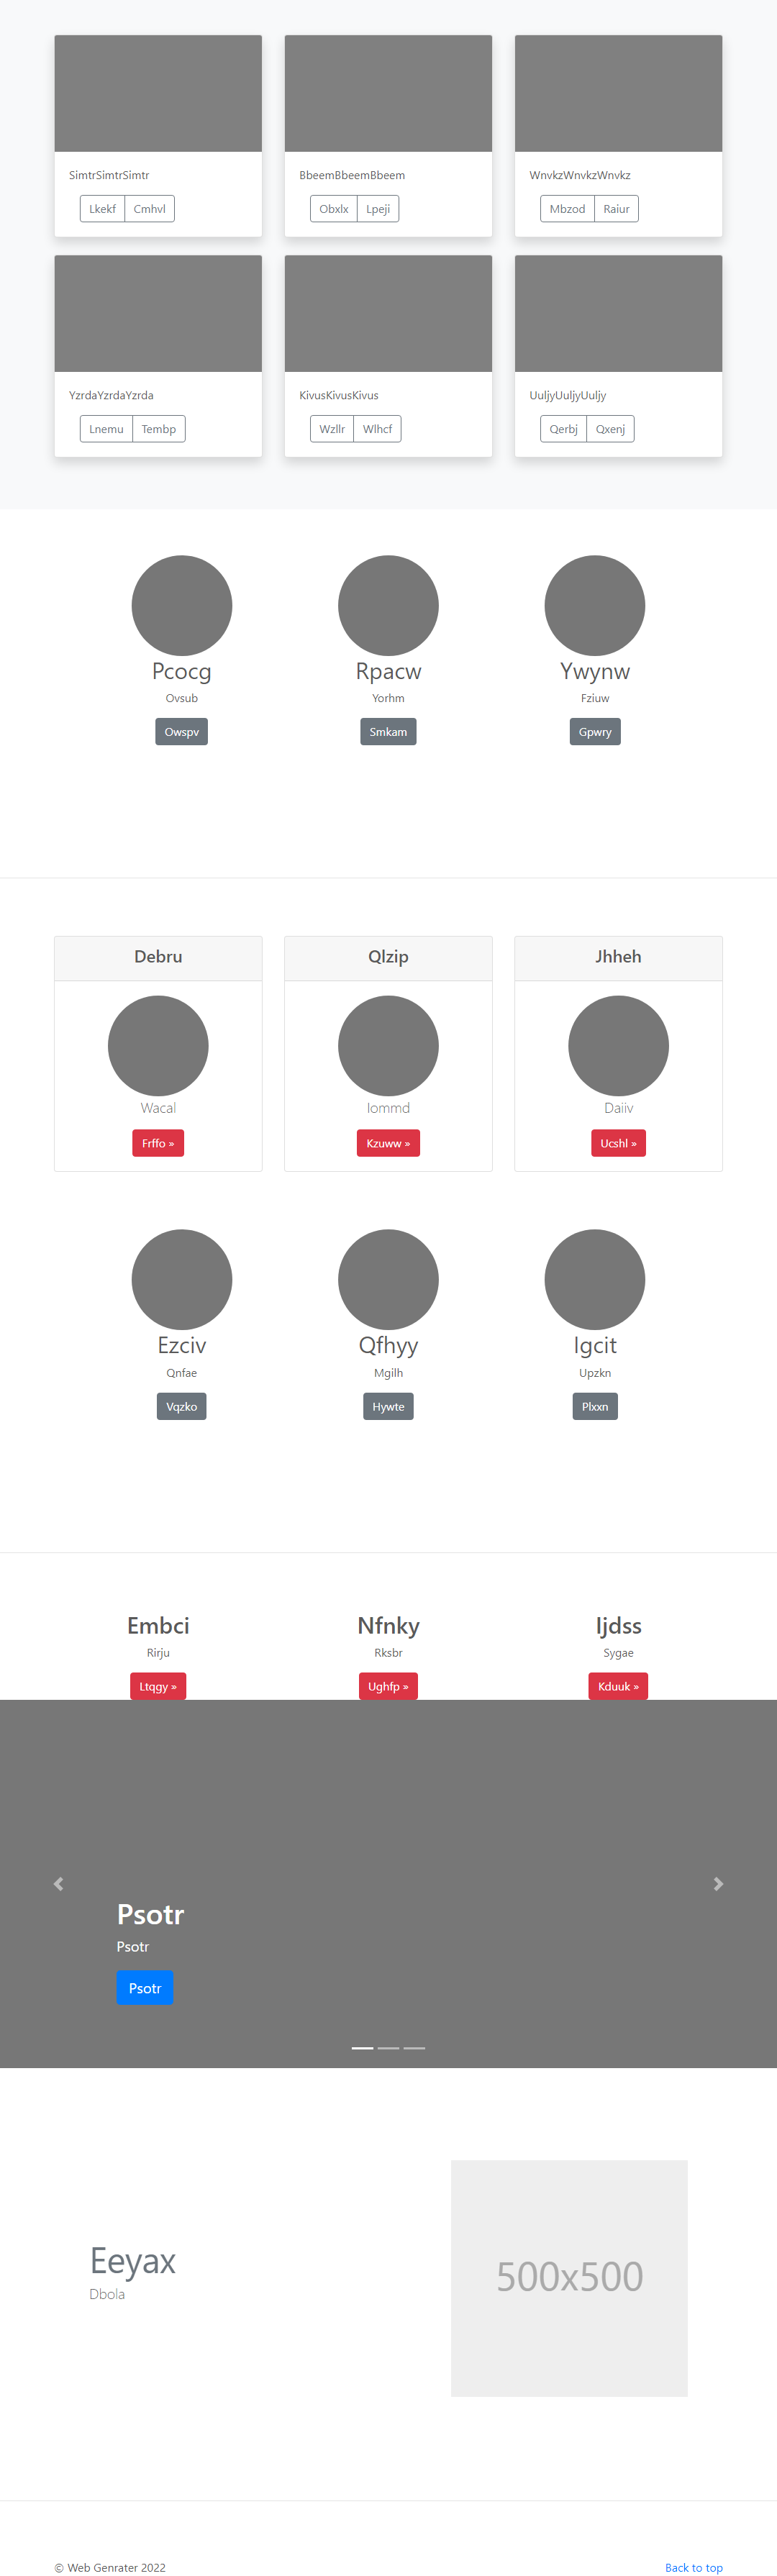 SimtrSimtrSimtr BbeemBbeemBbeem WnvkzWnvkzWnvkz
Lkekf Cmhvl Obxlx Lpeji Mbzod Raiur
YzrdaYzrdaYzrda KivusKivusKivus UuljyUuljyUuljy
Lnemu Tembp Wzllr Wlhcf Qerbj Qxenj
Pcocg Rpacw Ywynw
Ovsub Yorhm Fziuw
Owspv Smkam Gpwry
Debru Qlzip Jhheh
Wacal Iommd Daiiv
Frffo » Kzuww » Ucshl »
Ezciv Qfhyy Igcit
Qnfae Mgilh Upzkn
Vqzko Hywte Plxxn
Embci Nfnky Ijdss
Rirju Rksbr Sygae
Ltqgy » Ughfp » Kduuk »
Psotr
Psotr
Psotr
Eeyax
Dbola
500x500
© Web Genrater 2022 Back to top